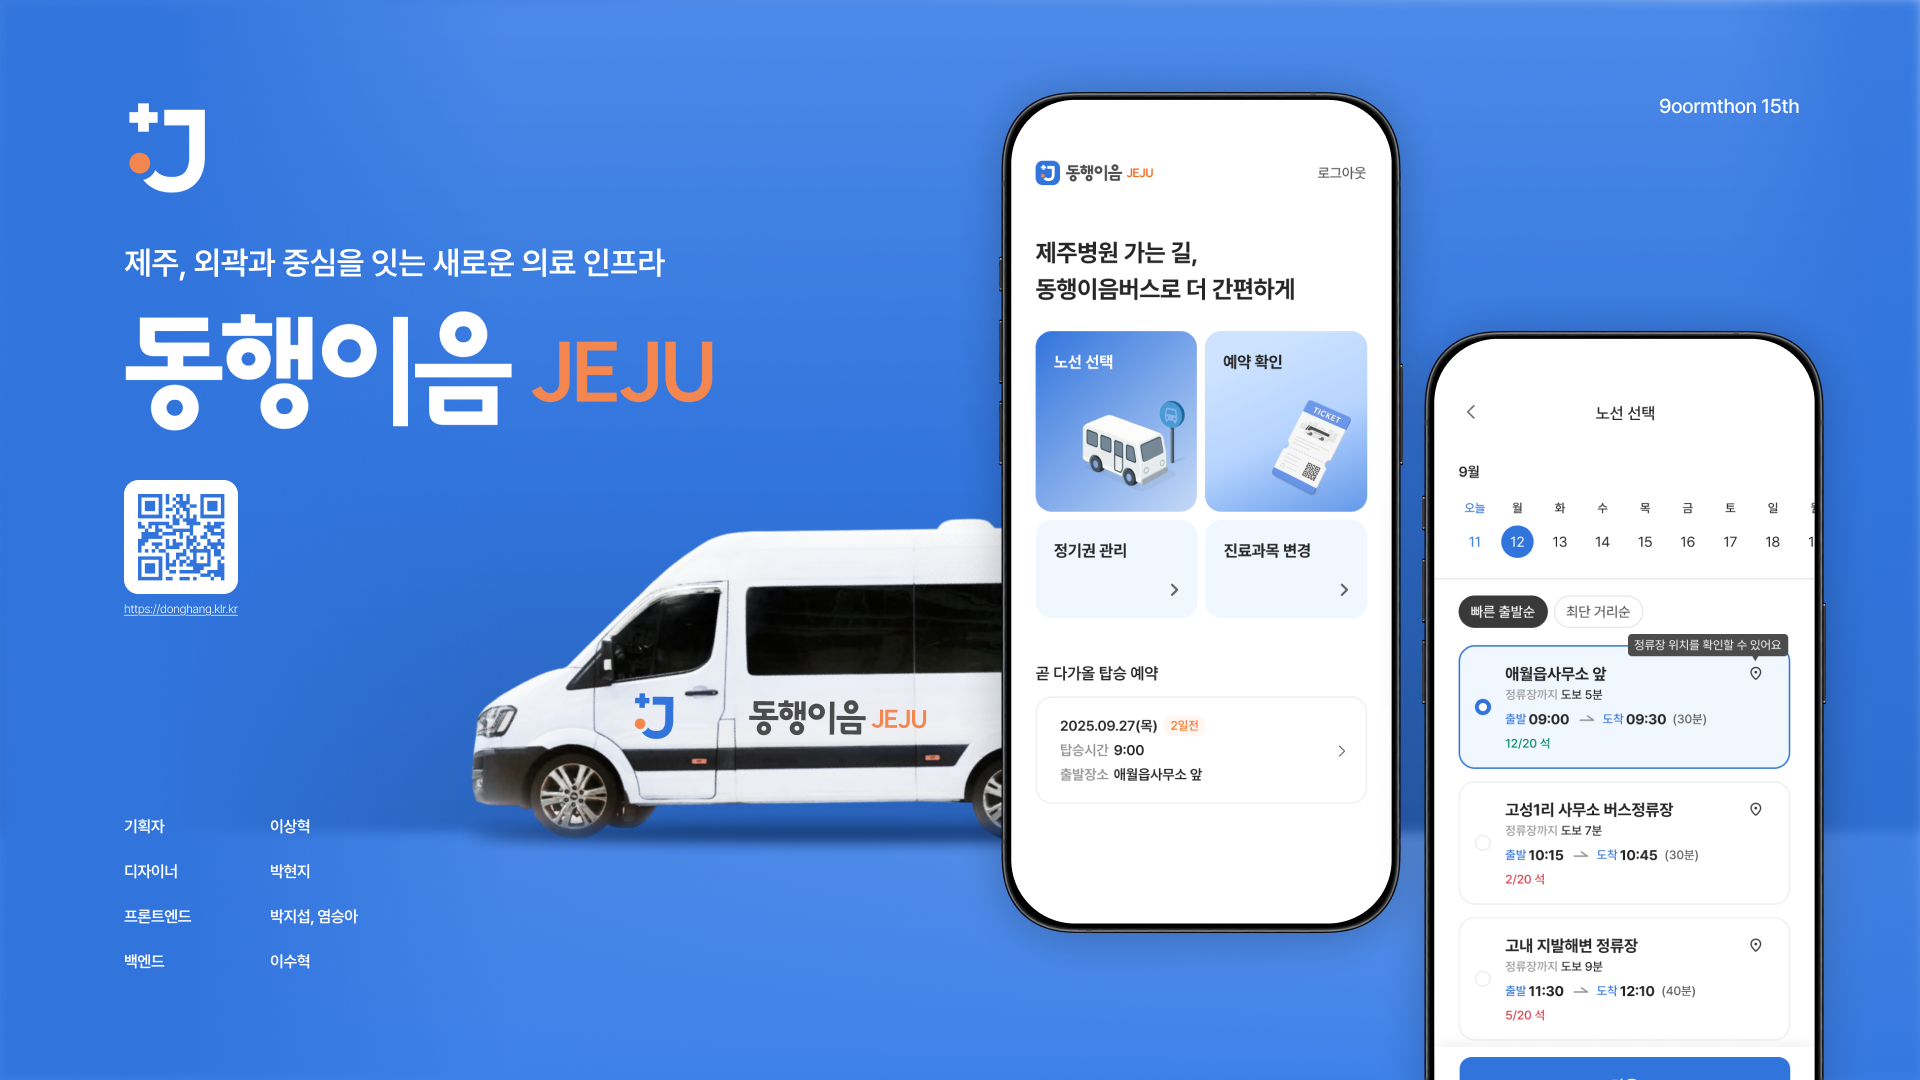 9oormthon 15th
제주, 외곽과 중심을 잇는 새로운 의료 인프라
동행이음 JEJU
https://donghang.klr.kr
기획자 이상혁
디자이너 박현지
프론트엔드 박지섭, 염승아
백엔드 이수혁
동행이음 JEJU
동행이음 JEJU
로그아웃
제주병원 가는 길,
동행이음버스로 더 간편하게
노선 선택
예약 확인
TICKET
정기권 관리
진료과목 변경
곧 다가올 탑승 예약
2025.09.27(목) 2일전
탑승시간 9:00
출발장소 애월읍사무소 앞
노선 선택
9월
오늘 월 화 수 목 금 토 일
11 12 13 14 15 16 17 18
빠른 출발순 최단 거리순
정류장 위치를 확인할 수 있어요
애월읍사무소 앞
정류장까지 도보 5분
출발 09:00 도착 09:30 (30분)
12/20 석
고성1리 사무소 버스정류장
정류장까지 도보 7분
출발 10:15 도착 10:45 (30분)
2/20 석
고내 지발해변 정류장
정류장까지 도보 9분
출발 11:30 도착 12:10 (40분)
5/20 석